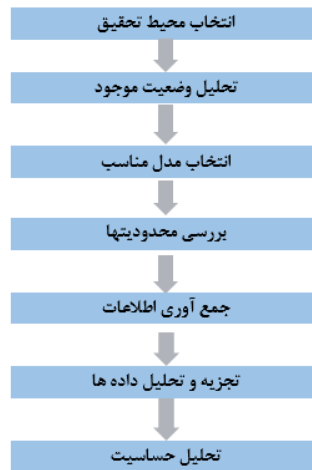 انتخاب محیط تحقیق
تحلیل وضعیت موجود
انتخاب مدل مناسب
بررسی محدودیتها
جمع آوری اطلاعات
تجزیه و تحلیل داده ها
تحلیل حساسیت